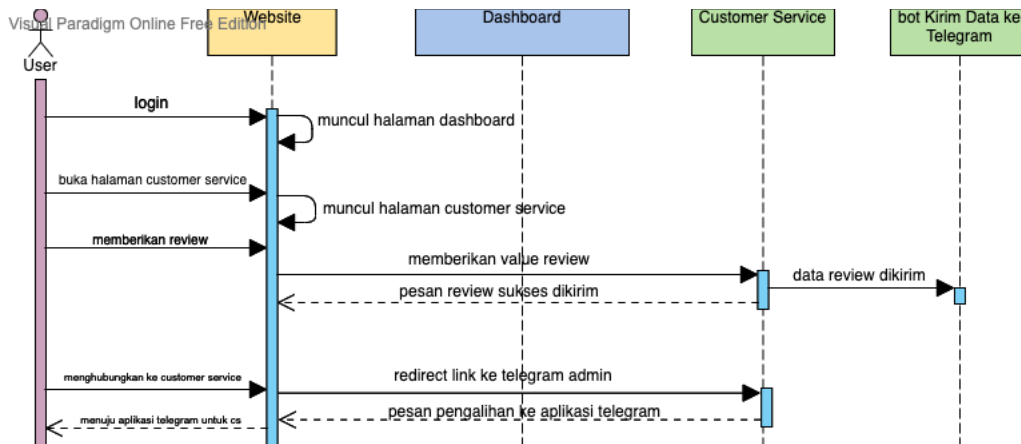 Visual Paradigm Online Free Edition
Website
Dashboard
Customer Service
bot Kirim Data ke
Telegram
User
login
muncul halaman dashboard
buka halaman customer service
muncul halaman customer service
memberikan review
memberikan value review
data review dikirim
pesan review sukses dikirim
menghubungkan ke customer service
redirect link ke telegram admin
pesan pengalihan ke aplikasi telegram
menuju aplikasi telegram untuk cs